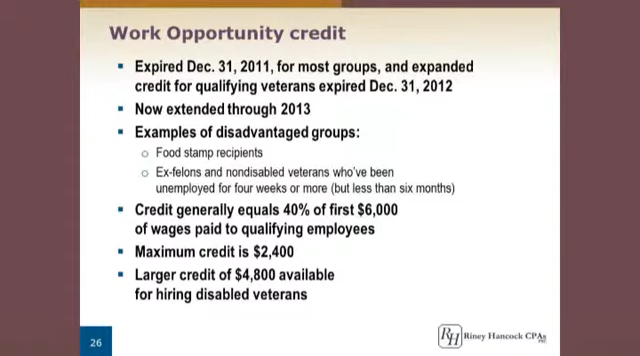 Work Opportunity credit
▪ Expired Dec. 31, 2011, for most groups, and expanded
credit for qualifying veterans expired Dec. 31, 2012
▪ Now extended through 2013
▪ Examples of disadvantaged groups:
o Food stamp recipients
o Ex-felons and nondisabled veterans who've been
unemployed for four weeks or more (but less than six months)
▪ Credit generally equals 40% of first $6,000
of wages paid to qualifying employees
▪ Maximum credit is $2,400
▪ Larger credit of $4,800 available
for hiring disabled veterans
26
RH Riney Hancock CPAs